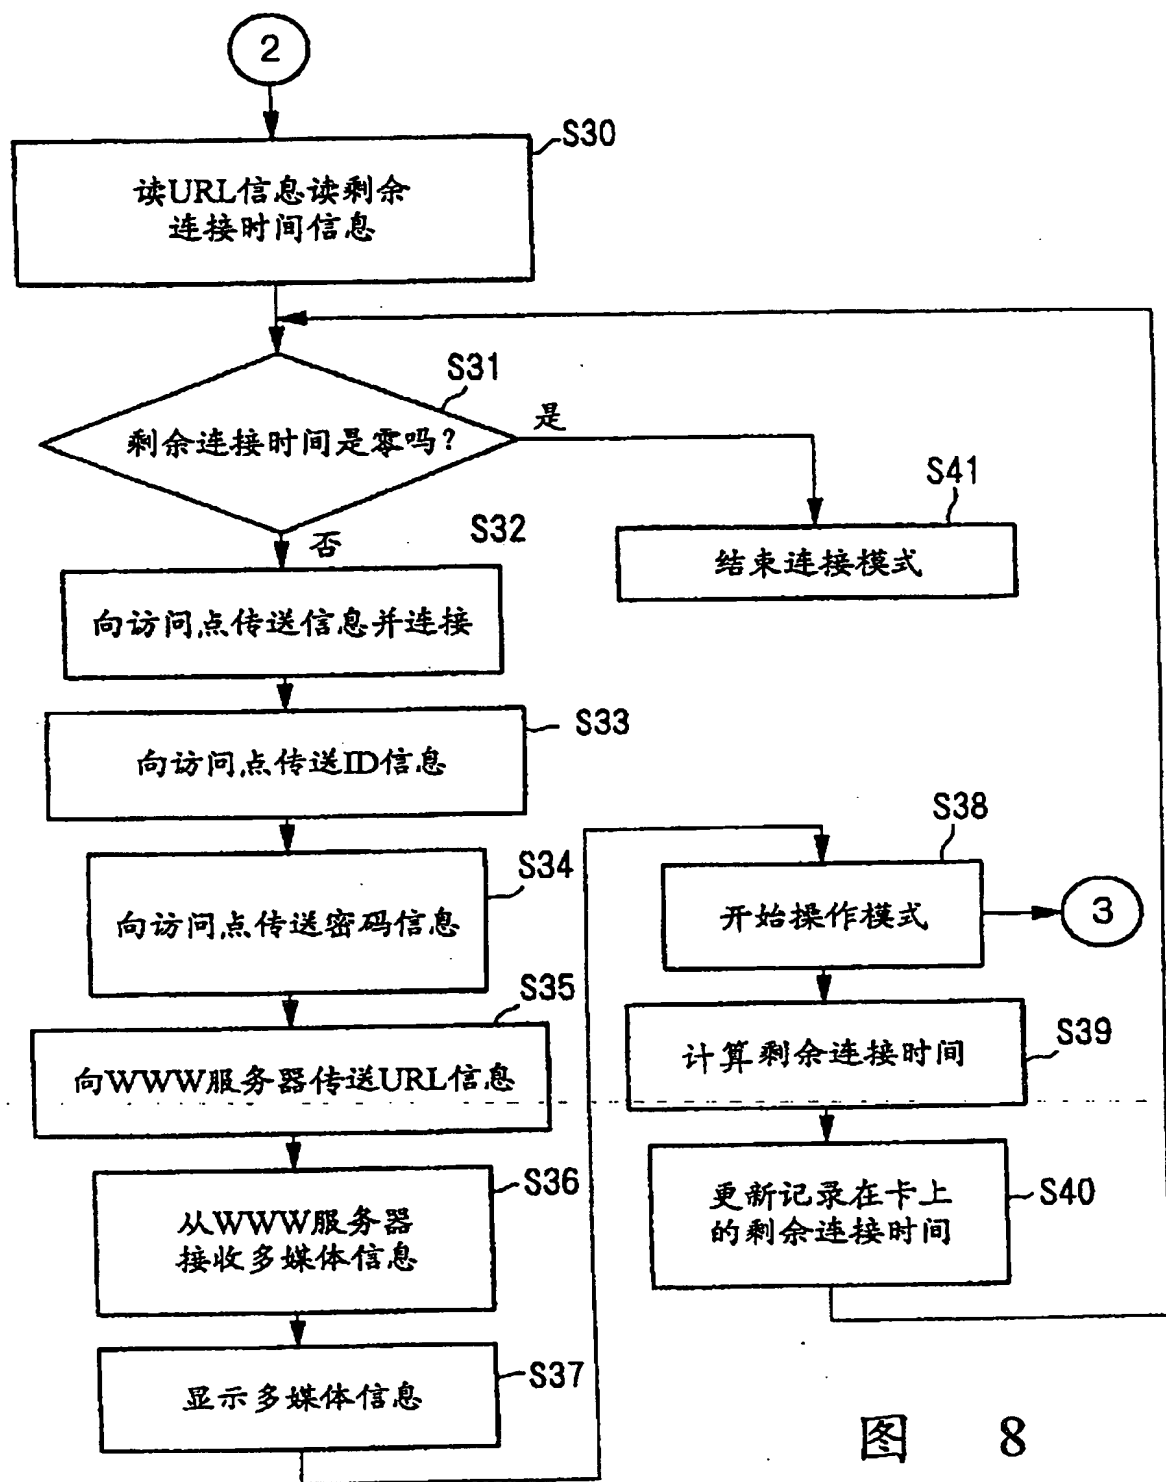 2
S30
读URL信息读剩余
连接时间信息
S31
剩余连接时间是零吗?
是
S41
结束连接模式
否
S32
向访问点传送信息并连接
S33
向访问点传送ID信息
S34
向访问点传送密码信息
S35
向WWW服务器传送URL信息
S36
从WWW服务器
接收多媒体信息
S37
显示多媒体信息
S38
开始操作模式
3
S39
计算剩余连接时间
S40
更新记录在卡上
的剩余连接时间
图 8